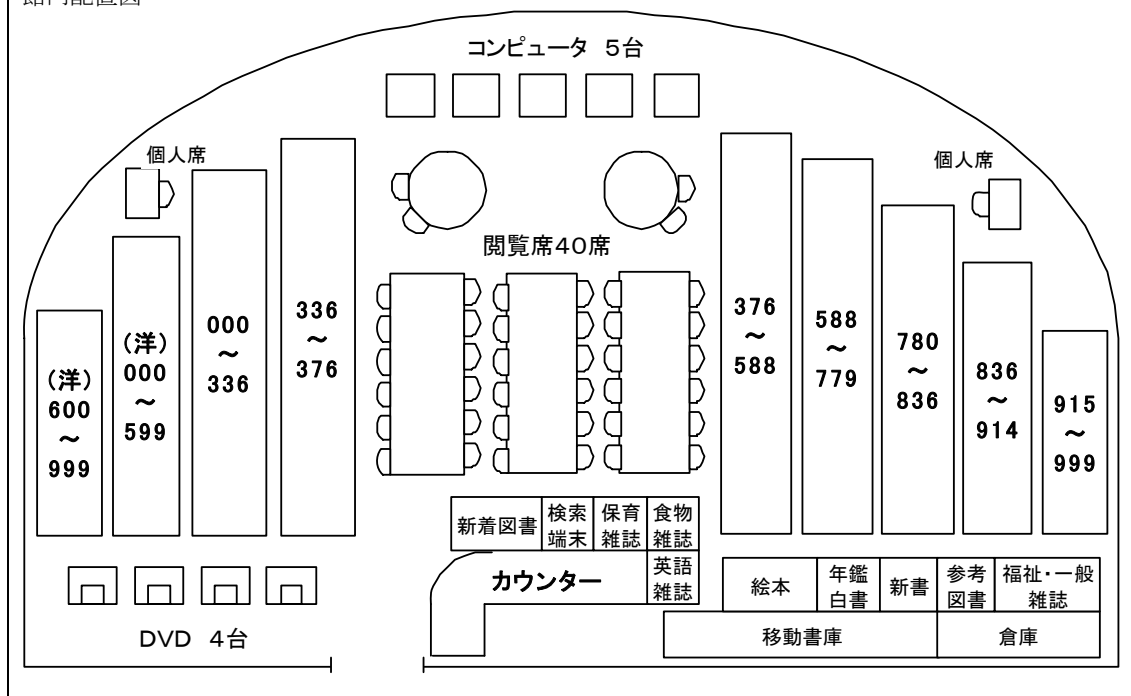 館内配置図
コンピュータ 5台
個人席
個人席
閲覧席40席
(洋)
600
~
999
(洋)
000
~
599
000
~
336
336
~
376
376
~
588
588
~
779
780
~
836
836
~
914
915
~
999
新着図書
検索
端末
保育
雑誌
食物
雑誌
英語
雑誌
カウンター
絵本
年鑑
白書
新書
参考
図書
福祉・一般
雑誌
移動書庫
倉庫
DVD 4台